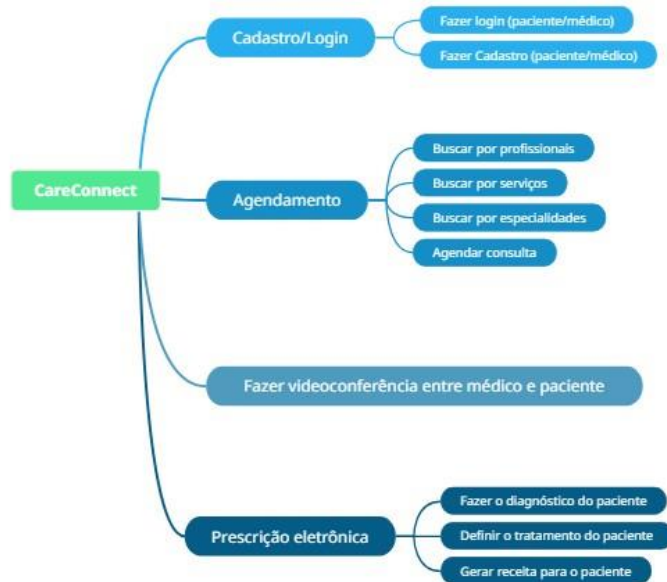 Cadastro/Login
Fazer login (paciente/médico)
Fazer Cadastro (paciente/médico)
CareConnect
Agendamento
Buscar por profissionais
Buscar por serviços
Buscar por especialidades
Agendar consulta
Fazer videoconferência entre médico e paciente
Prescrição eletrônica
Fazer o diagnóstico do paciente
Definir o tratamento do paciente
Gerar receita para o paciente